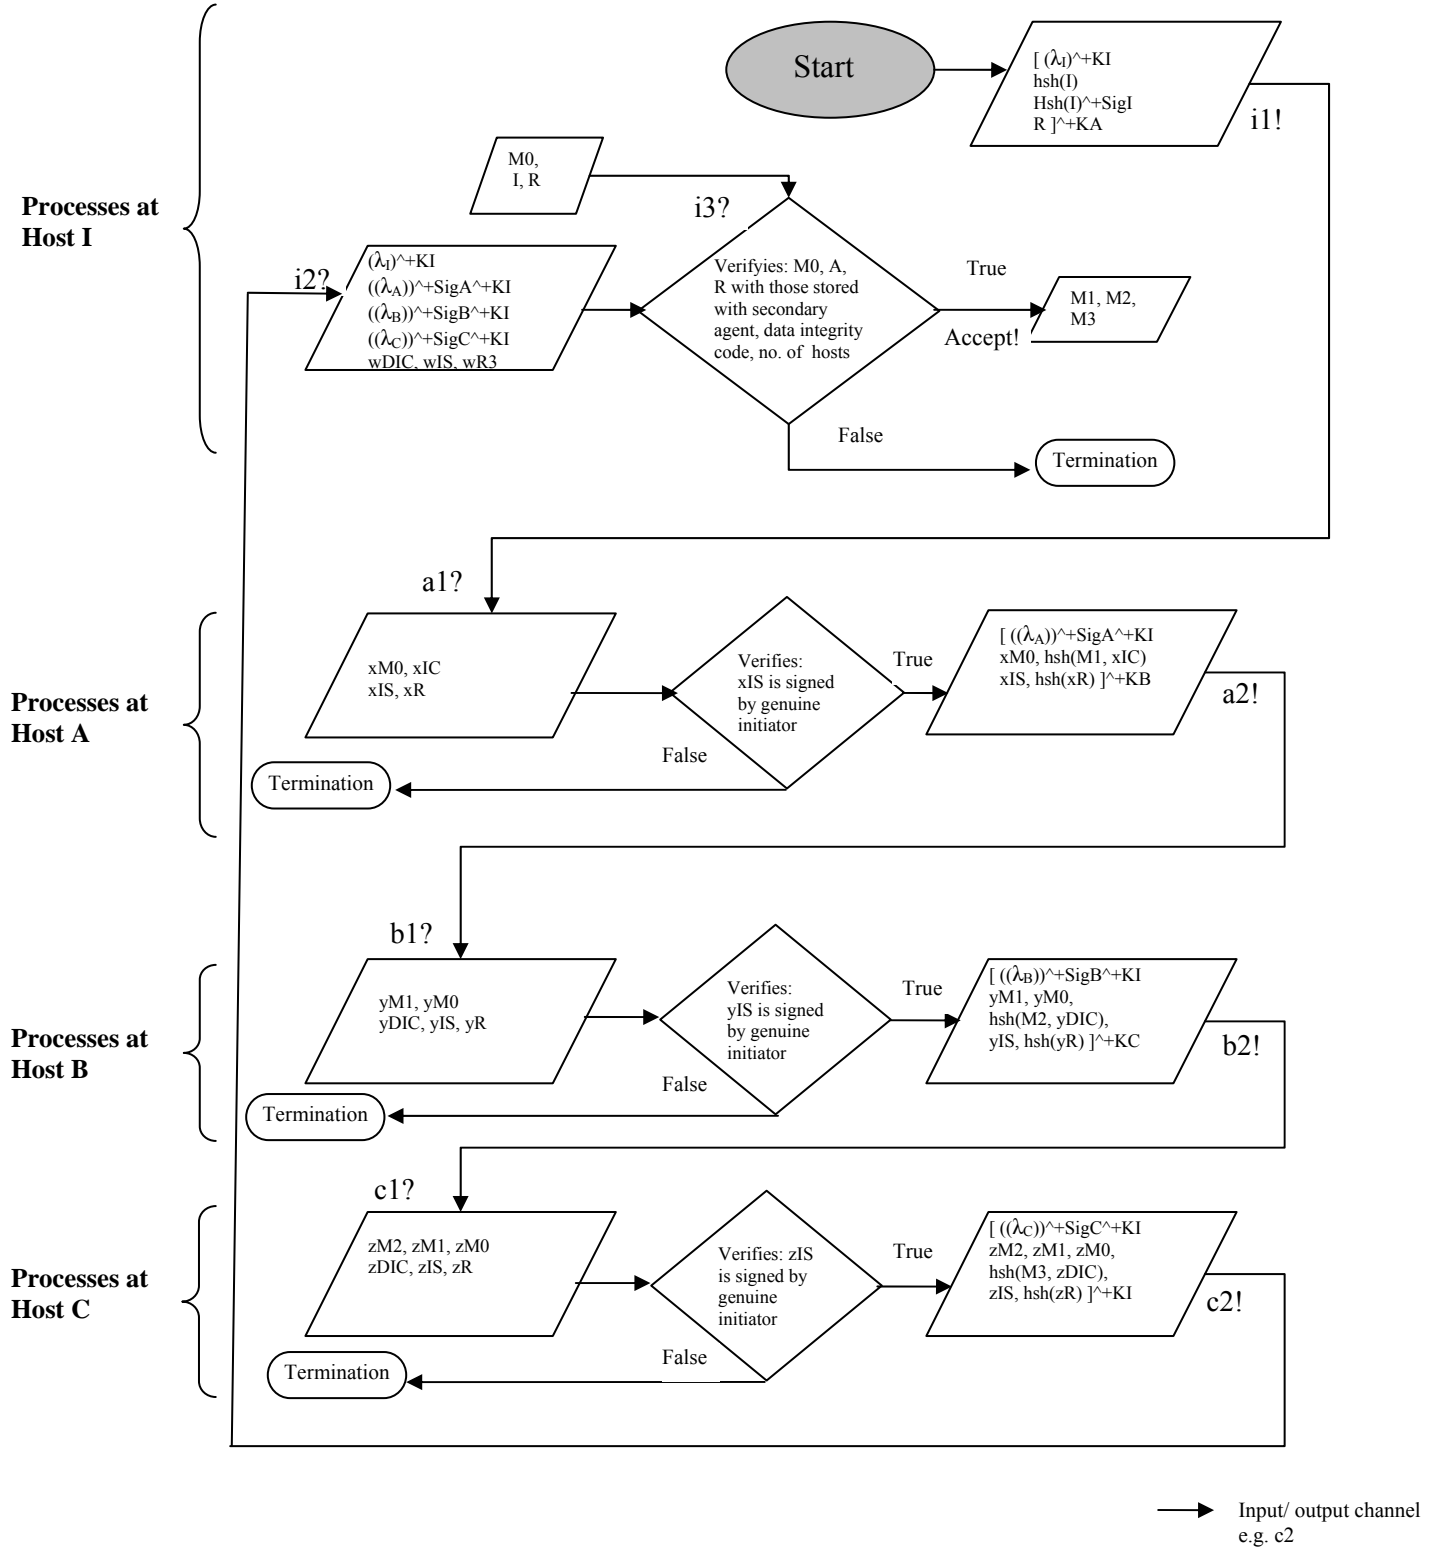 Start
[ (λI)^+KI
hsh(I)
Hsh(I)^+SigI
R ]^+KA
i1!
M0,
I, R
Processes at
Host I
i3?
i2?
(λI)^+KI
((λA))^+SigA^+KI
((λB))^+SigB^+KI
((λC))^+SigC^+KI
wDIC, wIS, wR3
Verifyies: M0, A,
R with those stored
with secondary
agent, data integrity
code, no. of hosts
True
Accept!
M1, M2,
M3
False
Termination
a1?
Processes at
Host A
xM0, xIC
xIS, xR
Verifies:
xIS is signed
by genuine
initiator
True
[ ((λA))^+SigA^+KI
xM0, hsh(M1, xIC)
xIS, hsh(xR) ]^+KB
a2!
False
Termination
b1?
Processes at
Host B
yM1, yM0
yDIC, yIS, yR
Verifies:
yIS is signed
by genuine
initiator
True
[ ((λB))^+SigB^+KI
yM1, yM0,
hsh(M2, yDIC),
yIS, hsh(yR) ]^+KC
b2!
False
Termination
c1?
Processes at
Host C
zM2, zM1, zM0
zDIC, zIS, zR
Verifies: zIS
is signed by
genuine
initiator
True
[ ((λC))^+SigC^+KI
zM2, zM1, zM0,
hsh(M3, zDIC),
zIS, hsh(zR) ]^+KI
c2!
False
Termination
Input/ output channel
e.g. c2